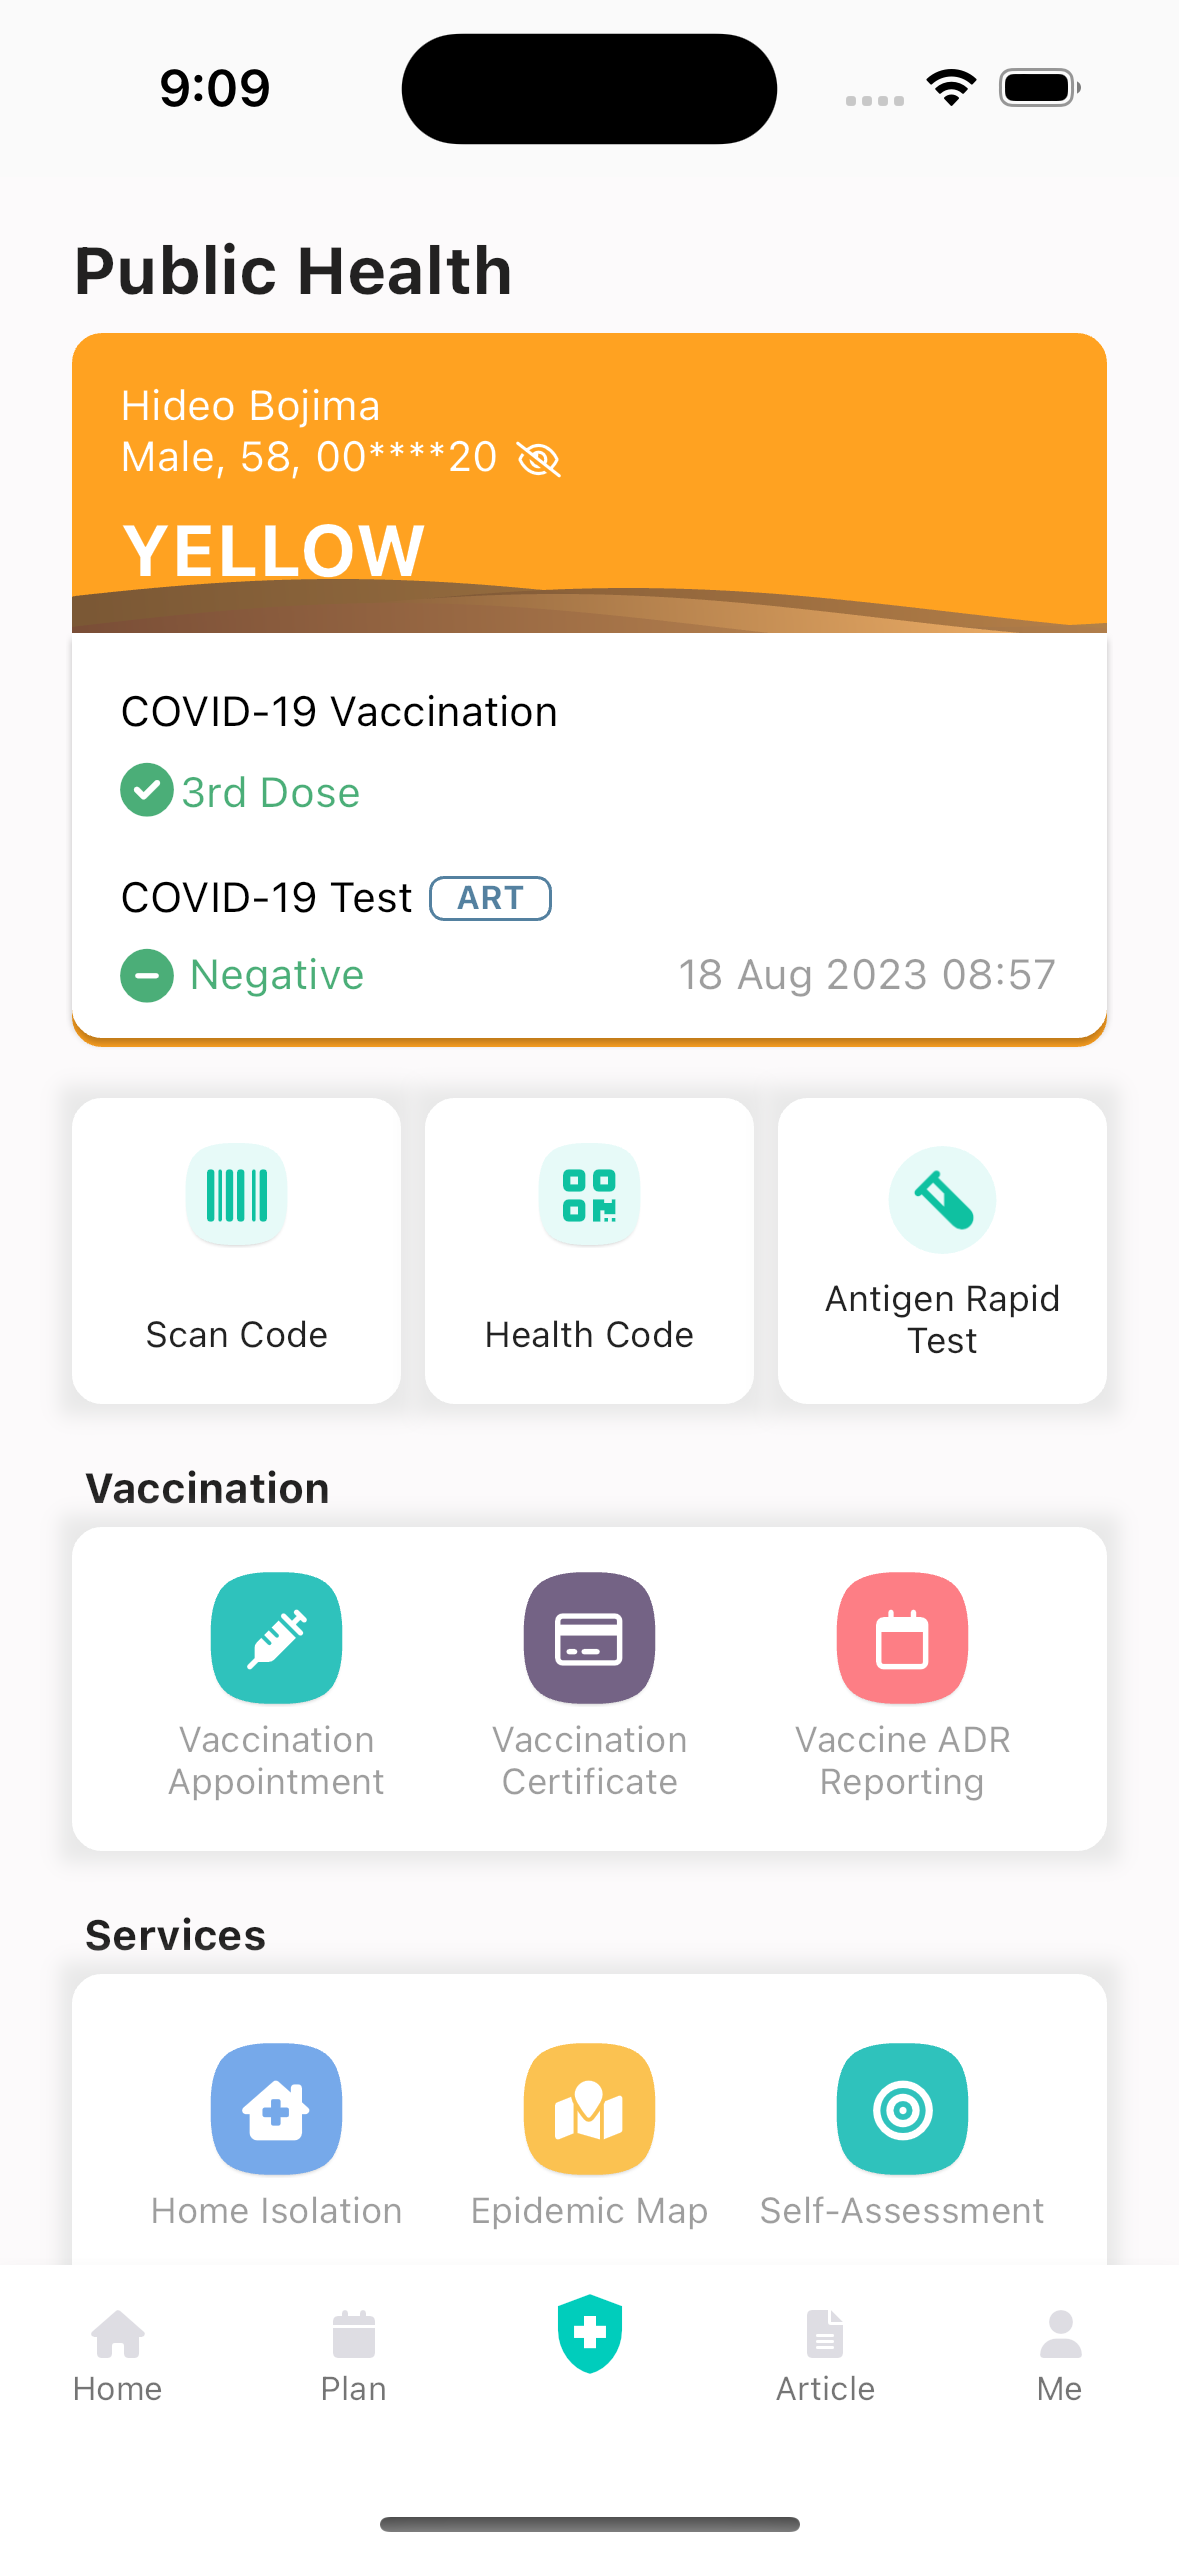 9:09
Public Health
Hideo Bojima
Male, 58, 00****20
YELLOW
COVID-19 Vaccination
3rd Dose
COVID-19 Test ART
Negative 18 Aug 2023 08:57
Scan Code
Health Code
Antigen Rapid
Test
Vaccination
Vaccination
Appointment
Vaccination
Certificate
Vaccine ADR
Reporting
Services
Home Isolation
Epidemic Map
Self-Assessment
Home
Plan
Article
Me